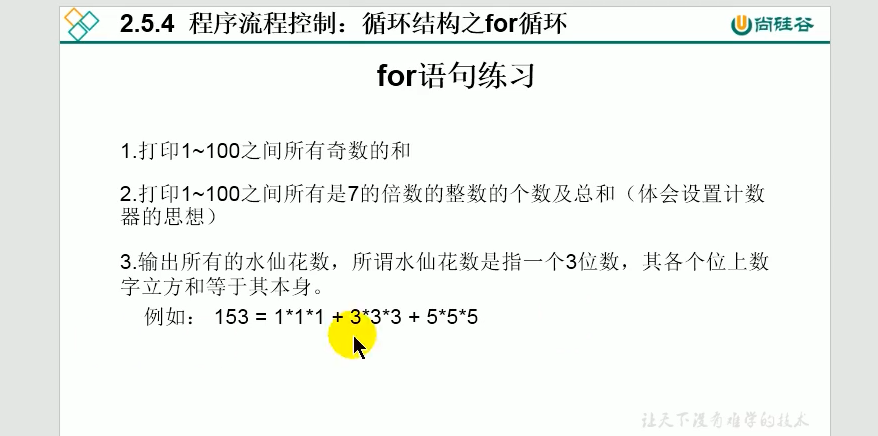 2.5.4 程序流程控制：循环结构之for循环
尚硅谷
for语句练习
1.打印1~100之间所有奇数的和
2.打印1~100之间所有是7的倍数的整数的个数及总和（体会设置计数
器的思想）
3.输出所有的水仙花数，所谓水仙花数是指一个3位数，其各个位上数
字立方和等于其本身。
例如： 153 = 1*1*1 + 3*3*3 + 5*5*5
让天下没有难学的技术